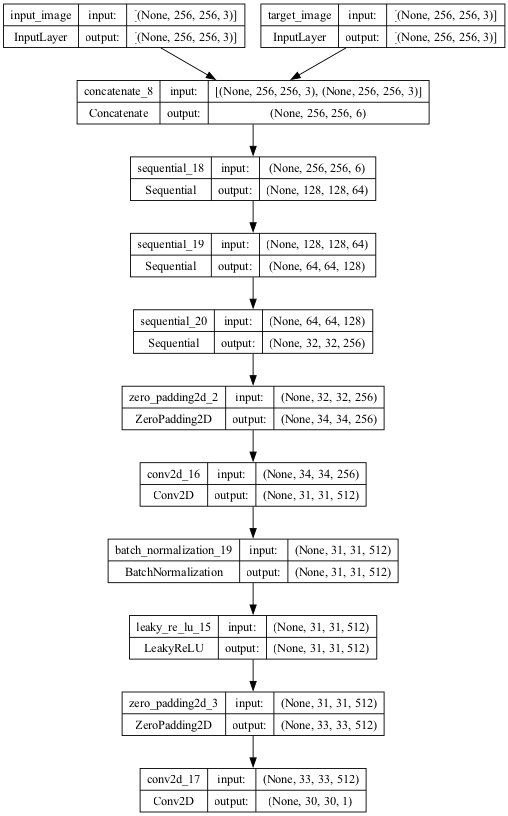 input_image input: [(None, 256, 256, 3)]
InputLayer output: [(None, 256, 256, 3)]
target_image input: [(None, 256, 256, 3)]
InputLayer output: [(None, 256, 256, 3)]
concatenate_8 input: [(None, 256, 256, 3), (None, 256, 256, 3)]
Concatenate output: (None, 256, 256, 6)
sequential_18 input: (None, 256, 256, 6)
Sequential output: (None, 128, 128, 64)
sequential_19 input: (None, 128, 128, 64)
Sequential output: (None, 64, 64, 128)
sequential_20 input: (None, 64, 64, 128)
Sequential output: (None, 32, 32, 256)
zero_padding2d_2 input: (None, 32, 32, 256)
ZeroPadding2D output: (None, 34, 34, 256)
conv2d_16 input: (None, 34, 34, 256)
Conv2D output: (None, 31, 31, 512)
batch_normalization_19 input: (None, 31, 31, 512)
BatchNormalization output: (None, 31, 31, 512)
leaky_re_lu_15 input: (None, 31, 31, 512)
LeakyReLU output: (None, 31, 31, 512)
zero_padding2d_3 input: (None, 31, 31, 512)
ZeroPadding2D output: (None, 33, 33, 512)
conv2d_17 input: (None, 33, 33, 512)
Conv2D output: (None, 30, 30, 1)